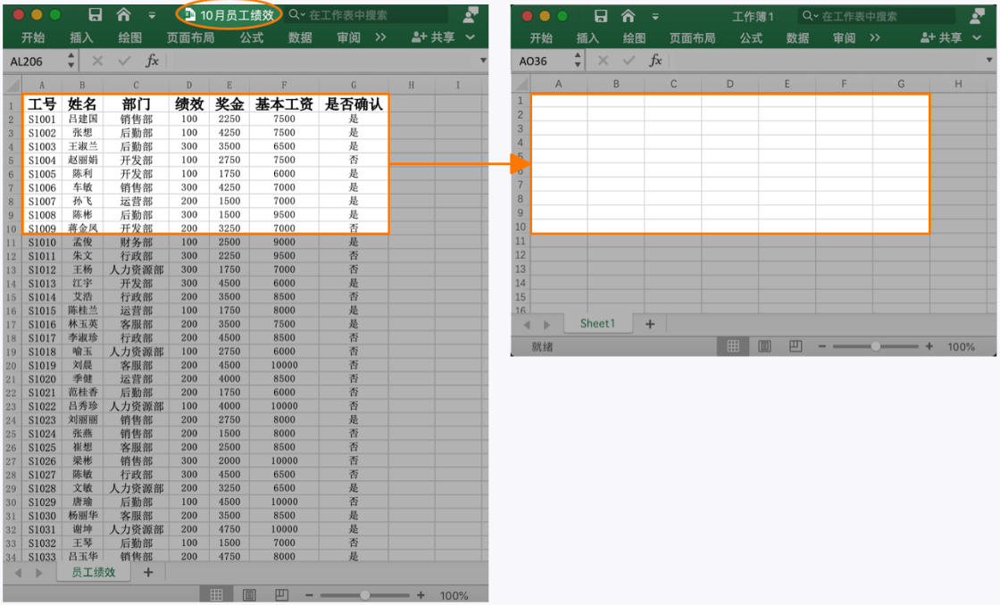 10月员工绩效 在工作表中搜索
开始 插入 绘图 页面布局 公式 数据 审阅 >> 共享
AL206 fx
A B C D E F G H I
1 工号 姓名 部门 绩效 奖金 基本工资 是否确认
2 S1001 吕建国 销售部 100 2250 7500 是
3 S1002 张想 后勤部 100 4250 7500 是
4 S1003 王淑兰 后勤部 300 3500 6500 是
5 S1004 赵丽娟 开发部 100 2750 7500 否
6 S1005 陈利 开发部 100 1750 6000 是
7 S1006 车敏 销售部 300 4250 7000 是
8 S1007 孙飞 运营部 200 1500 7000 是
9 S1008 陈彬 后勤部 300 1500 9500 是
10 S1009 蒋金凤 开发部 200 3250 7000 否
11 S1010 孟俊 财务部 100 2500 9000 是
12 S1011 朱文 行政部 300 2250 9500 否
13 S1012 王杨 人力资源部 300 1750 7000 否
14 S1013 江宇 开发部 300 4500 6000 是
15 S1014 艾浩 行政部 200 3500 8500 否
16 S1015 陈桂兰 运营部 100 1750 8000 是
17 S1016 林玉英 客服部 200 3500 7500 是
18 S1017 李淑珍 行政部 200 4500 8500 否
19 S1018 喻玉 人力资源部 100 2750 6000 否
20 S1019 刘晨 客服部 200 4500 10000 否
21 S1020 季健 运营部 200 4000 8500 否
22 S1021 范桂香 后勤部 200 1750 6000 否
23 S1022 吕秀珍 人力资源部 100 4000 10000 否
24 S1023 刘丽丽 销售部 200 2750 8000 是
25 S1024 张燕 销售部 200 1500 8000 否
26 S1025 崔想 客服部 200 2500 8500 否
27 S1026 梁彬 销售部 300 2000 10000 否
28 S1027 陈敏 行政部 300 4500 6500 否
29 S1028 文敏 人力资源部 200 3250 6500 是
30 S1029 唐瑜 后勤部 100 4500 10000 否
31 S1030 杨丽华 客服部 200 3500 8500 是
32 S1031 谢坤 人力资源部 200 4750 10000 是
33 S1032 王琴 后勤部 100 1500 7000 否
34 S1033 吕玉华 销售部 200 4750 8000 是
员工绩效 +
− + 100%
工作簿1 在工作表中搜索
开始 插入 绘图 页面布局 公式 数据 审阅 >> 共享
AO36 fx
A B C D E F G H
1
2
3
4
5
6
7
8
9
10
11
12
13
14
15
16
Sheet1 +
就绪 − + 100%